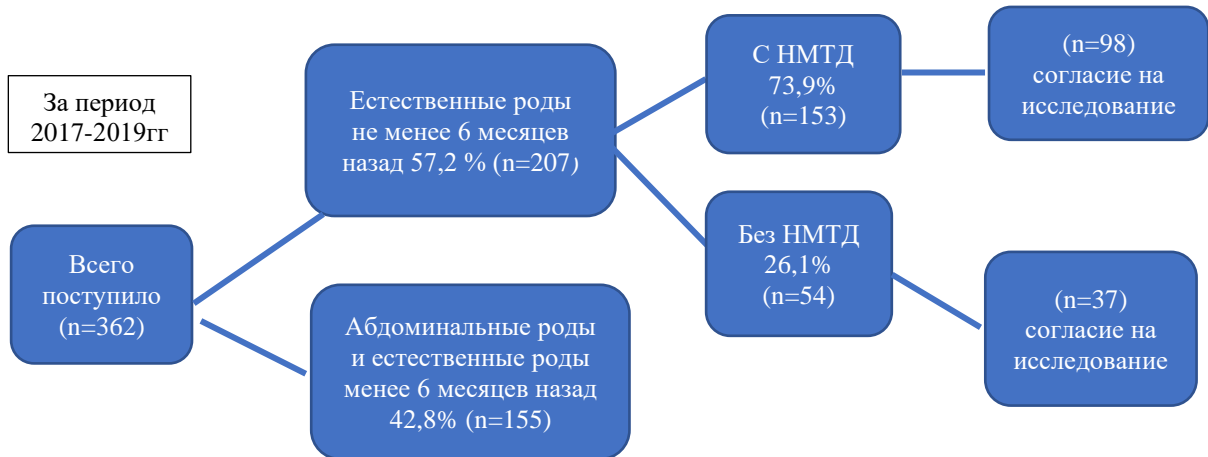 За период
2017-2019гг
Всего
поступило
(n=362)
Естественные роды
не менее 6 месяцев
назад 57,2 % (n=207)
Абдоминальные роды
и естественные роды
менее 6 месяцев назад
42,8% (n=155)
С НМТД
73,9%
(n=153)
Без НМТД
26,1%
(n=54)
(n=98)
согласие на
исследование
(n=37)
согласие на
исследование